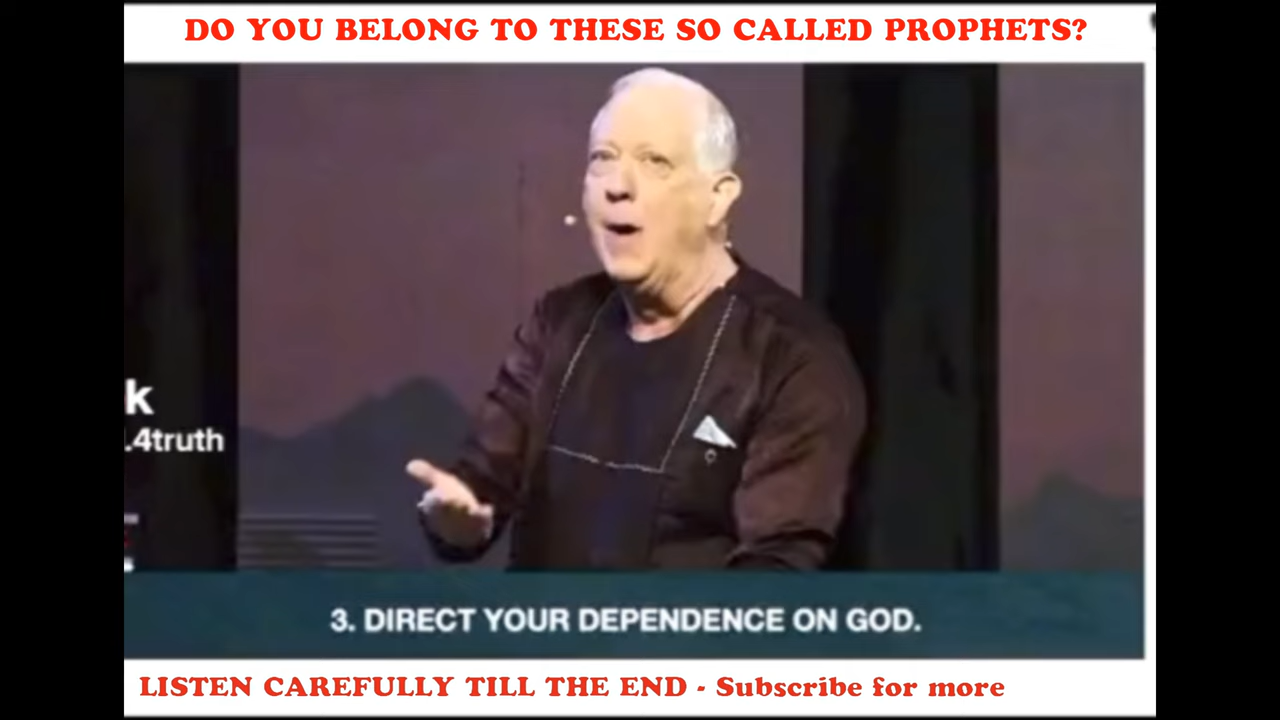 DO YOU BELONG TO THESE SO CALLED PROPHETS?
k
.4truth
3. DIRECT YOUR DEPENDENCE ON GOD.
LISTEN CAREFULLY TILL THE END - Subscribe for more